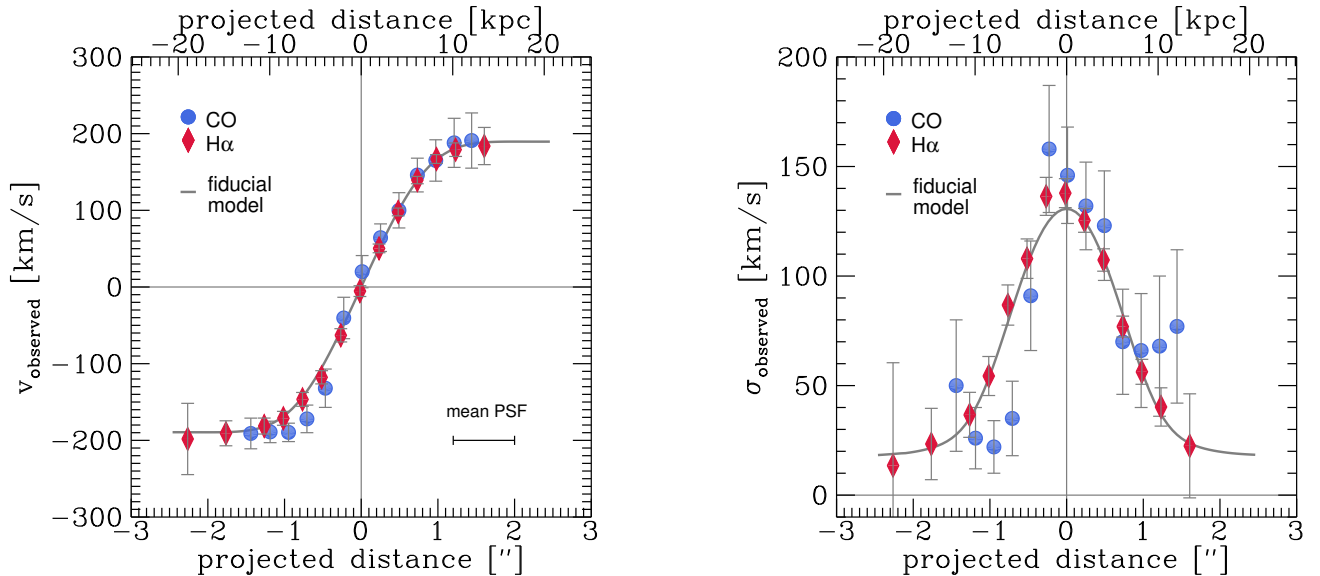 projected distance [kpc]
−20 −10 0 10 20
300
200
100
0
−100
−200
−300
v_observed [km/s]
CO
Hα
fiducial
model
mean PSF
−3 −2 −1 0 1 2 3
projected distance ["]
projected distance [kpc]
−20 −10 0 10 20
200
150
100
50
0
σ_observed [km/s]
CO
Hα
fiducial
model
−3 −2 −1 0 1 2 3
projected distance ["]